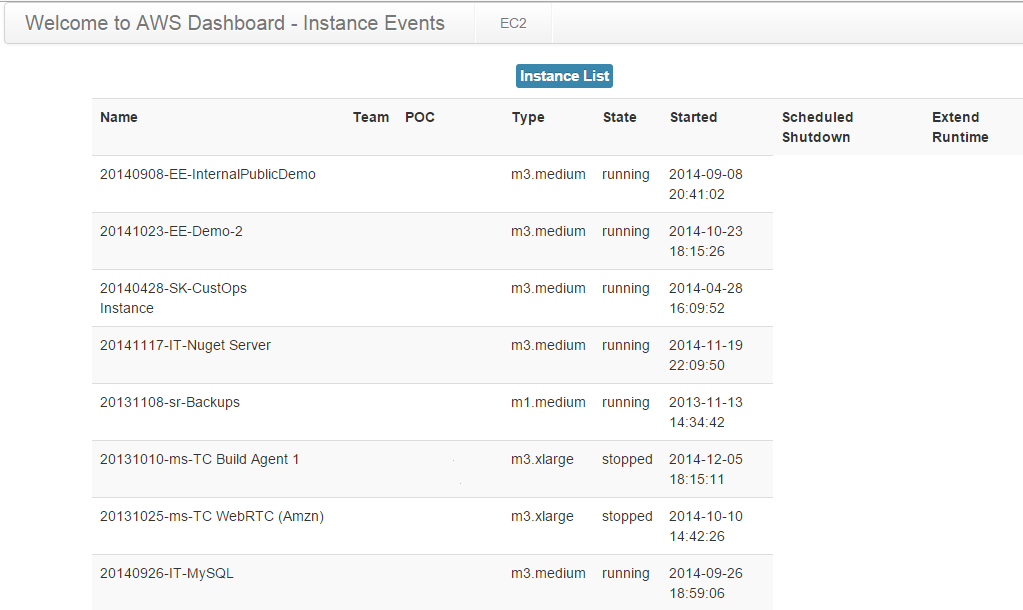 Welcome to AWS Dashboard - Instance Events EC2
Instance List
Name Team POC Type State Started Scheduled Extend
Shutdown Runtime
20140908-EE-InternalPublicDemo m3.medium running 2014-09-08
20:41:02
20141023-EE-Demo-2 m3.medium running 2014-10-23
18:15:26
20140428-SK-CustOps m3.medium running 2014-04-28
Instance 16:09:52
20141117-IT-Nuget Server m3.medium running 2014-11-19
22:09:50
20131108-sr-Backups m1.medium running 2013-11-13
14:34:42
20131010-ms-TC Build Agent 1 m3.xlarge stopped 2014-12-05
18:15:11
20131025-ms-TC WebRTC (Amzn) m3.xlarge stopped 2014-10-10
14:42:26
20140926-IT-MySQL m3.medium running 2014-09-26
18:59:06